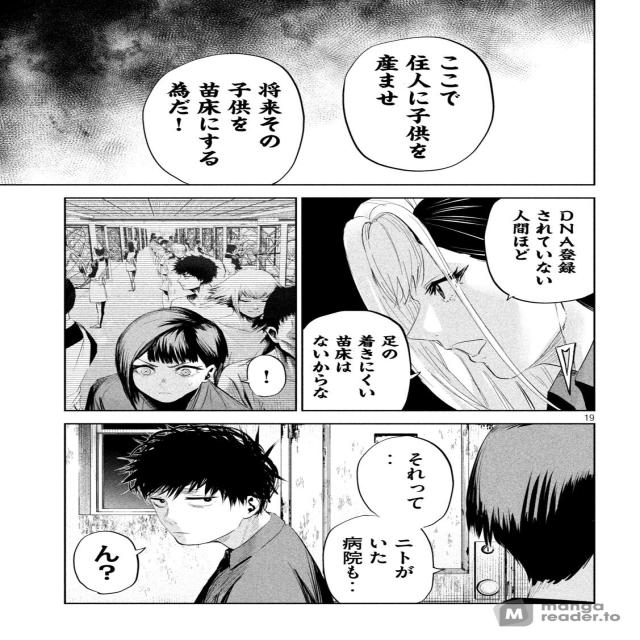 ここで
住人に子供を
産ませ
将来その
子供を
苗床にする
為だ！
DNA登録
されていない
人間ほど
足の
着きにくい
苗床は
ないからな
！
19
それって
‥
ニトが
いた
病院も‥
ん？
M manga
reader.to